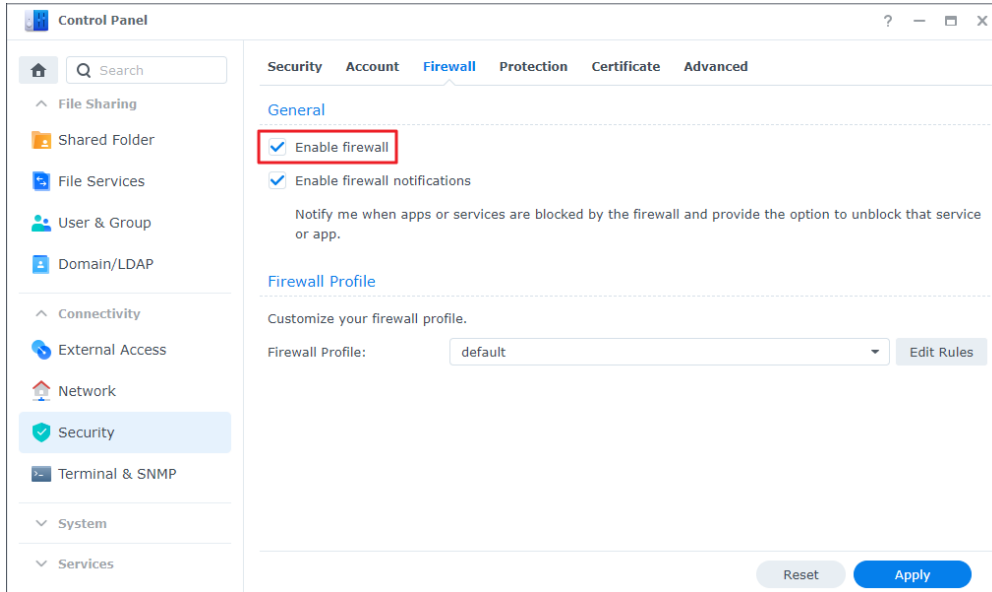 Control Panel
?
Search
File Sharing
Shared Folder
File Services
User & Group
Domain/LDAP
Connectivity
External Access
Network
Security
Terminal & SNMP
System
Services
Security Account Firewall Protection Certificate Advanced
General
Enable firewall
Enable firewall notifications
Notify me when apps or services are blocked by the firewall and provide the option to unblock that service
or app.
Firewall Profile
Customize your firewall profile.
Firewall Profile: default Edit Rules
Reset Apply